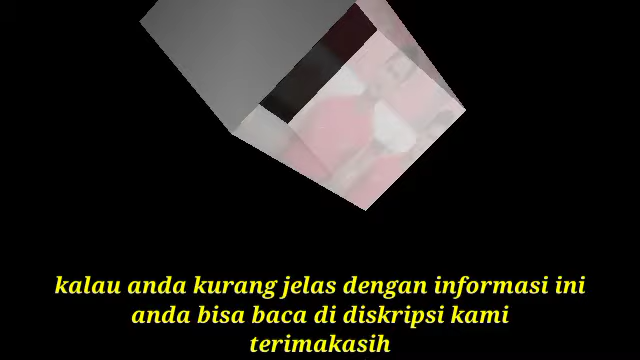 kalau anda kurang jelas dengan informasi ini
anda bisa baca di diskripsi kami
terimakasih